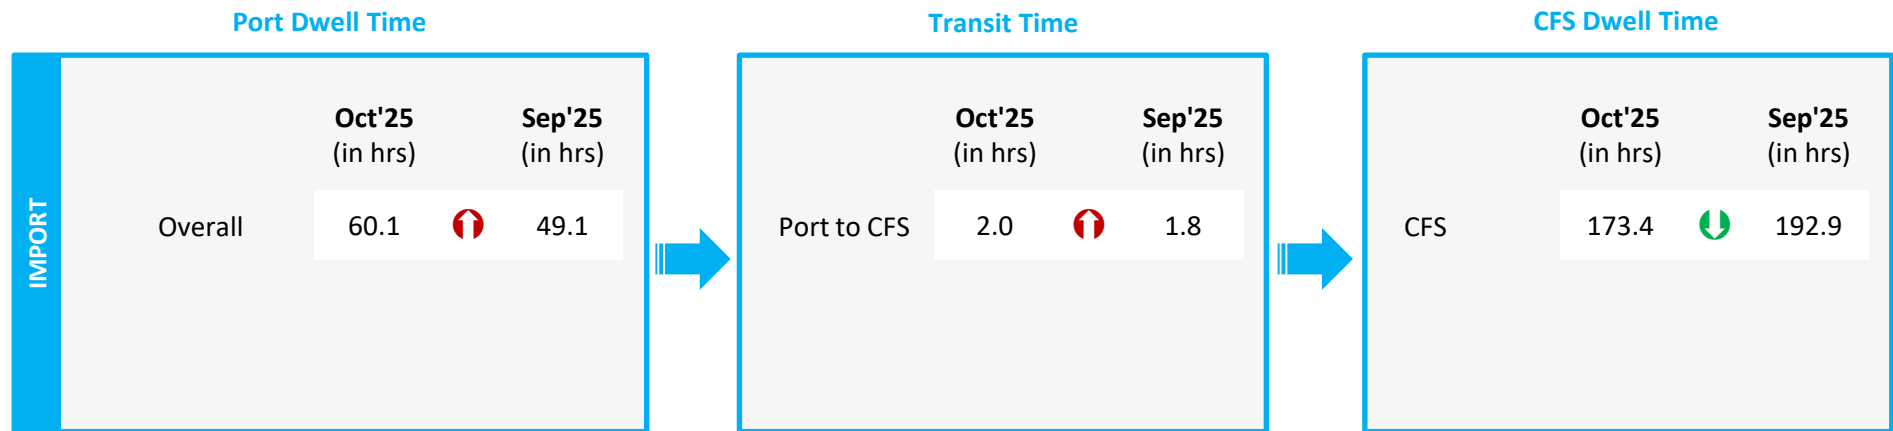 Port Dwell Time
Transit Time
CFS Dwell Time
IMPORT
Oct'25 Sep'25
(in hrs) (in hrs)
Overall 60.1 49.1
Oct'25 Sep'25
(in hrs) (in hrs)
Port to CFS 2.0 1.8
Oct'25 Sep'25
(in hrs) (in hrs)
CFS 173.4 192.9